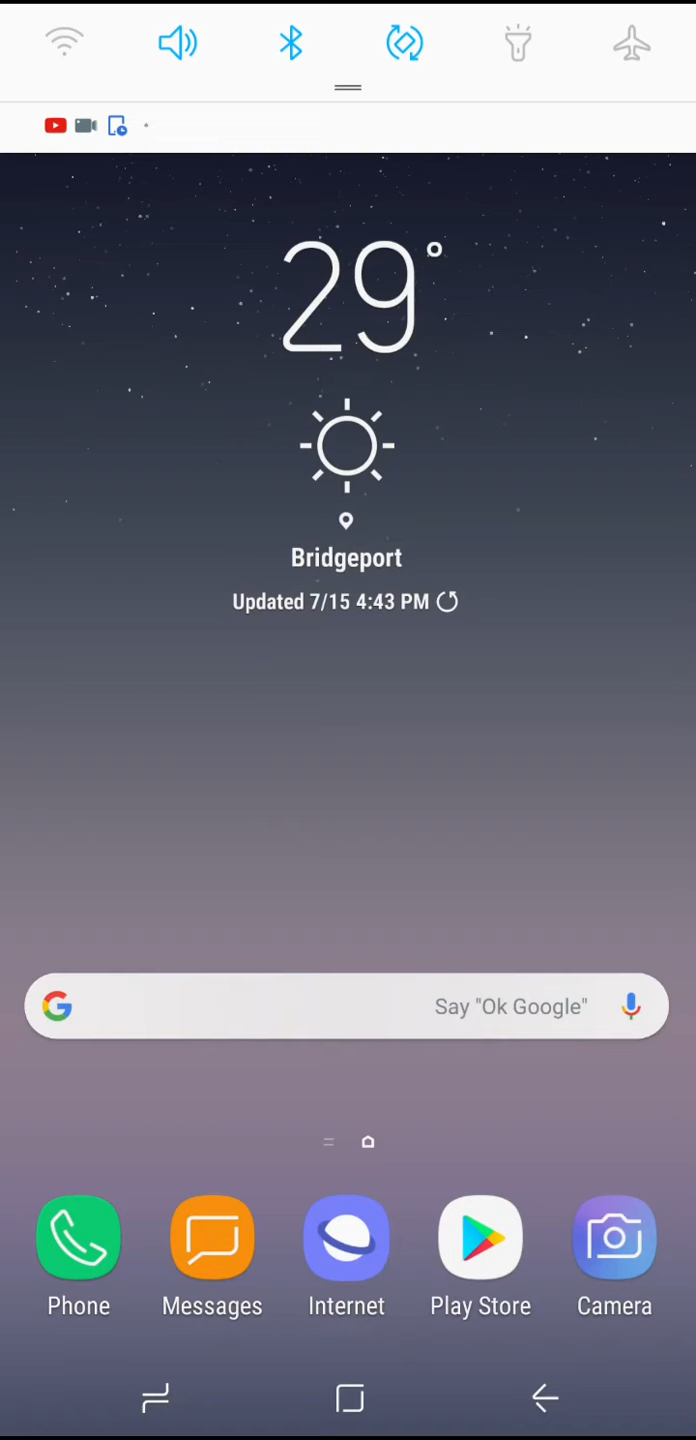 29°
Bridgeport
Updated 7/15 4:43 PM
Say "Ok Google"
Phone
Messages
Internet
Play Store
Camera